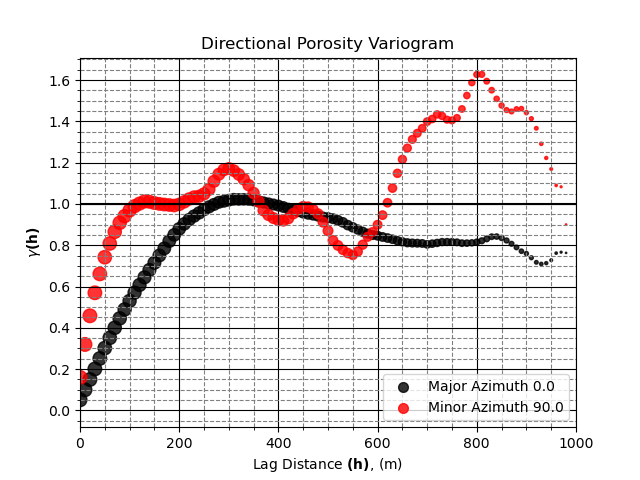 Directional Porosity Variogram
γ(h)
1.6
1.4
1.2
1.0
0.8
0.6
0.4
0.2
0.0
Major Azimuth 0.0
Minor Azimuth 90.0
0 200 400 600 800 1000
Lag Distance (h), (m)